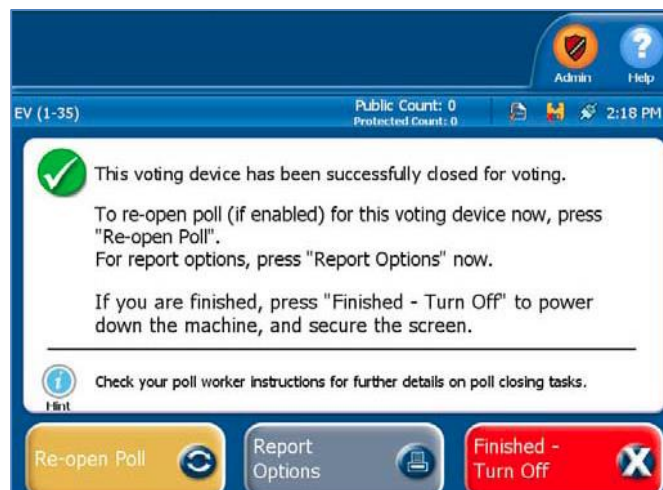 Admin
Help
EV (1-35)
Public Count: 0
Protected Count: 0
2:18 PM
This voting device has been successfully closed for voting.
To re-open poll (if enabled) for this voting device now, press
"Re-open Poll".
For report options, press "Report Options" now.
If you are finished, press "Finished - Turn Off" to power
down the machine, and secure the screen.
Hint
Check your poll worker instructions for further details on poll closing tasks.
Re-open Poll
Report
Options
Finished -
Turn Off